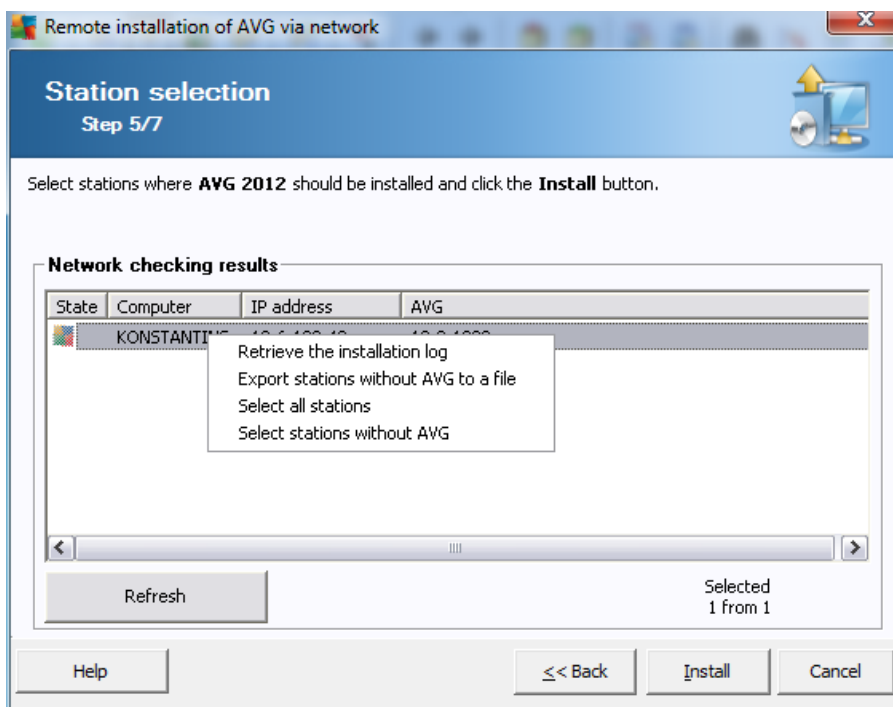 Remote installation of AVG via network
Station selection
Step 5/7
Select stations where AVG 2012 should be installed and click the Install button.
Network checking results
State Computer IP address AVG
Retrieve the installation log
Export stations without AVG to a file
Select all stations
Select stations without AVG
Refresh
Selected
1 from 1
Help
<< Back
Install
Cancel